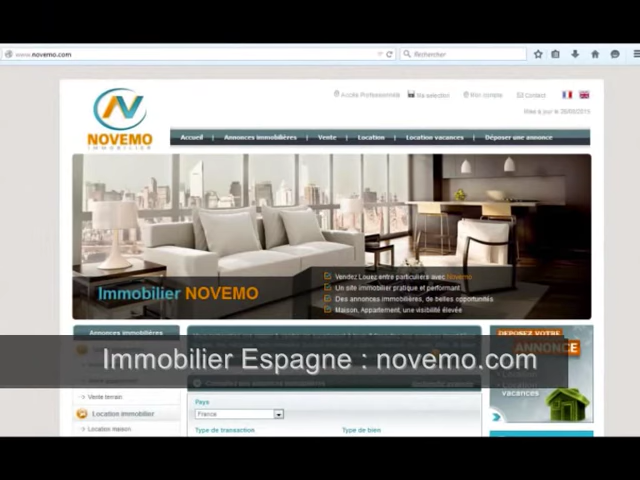 www.novemo.com
Rechercher
Accès Professionnels
Ma selection
Mon compte
Contact
NOVEMO
IMMOBILIER
Accueil | Annonces immobilières | Vente | Location | Location vacances | Déposer une annonce
Vendez Louez entre particuliers avec Novemo
Immobilier NOVEMO
Un site immobilier pratique et performant
Des annonces immobilières, de belles opportunités
Maison, Appartement, une visibilité élevée
Annonces immobilières
DEPOSEZ VOTRE
ANNONCE
Immobilier Espagne : novemo.com
Location
vacances
Vente terrain
Pays
Location immobilier
France
Location maison
Type de transaction
Type de bien